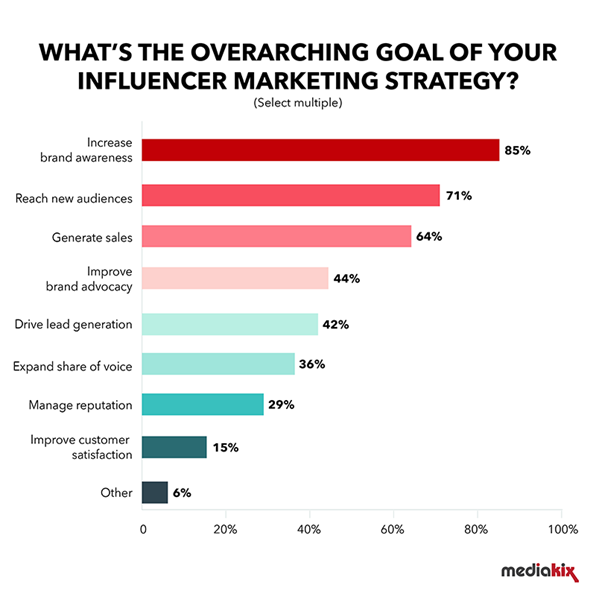 WHAT'S THE OVERARCHING GOAL OF YOUR
INFLUENCER MARKETING STRATEGY?
(Select multiple)
Increase
brand awareness
85%
Reach new audiences
71%
Generate sales
64%
Improve
brand advocacy
44%
Drive lead generation
42%
Expand share of voice
36%
Manage reputation
29%
Improve customer
satisfaction
15%
Other
6%
0 20% 40% 60% 80% 100%
mediakix